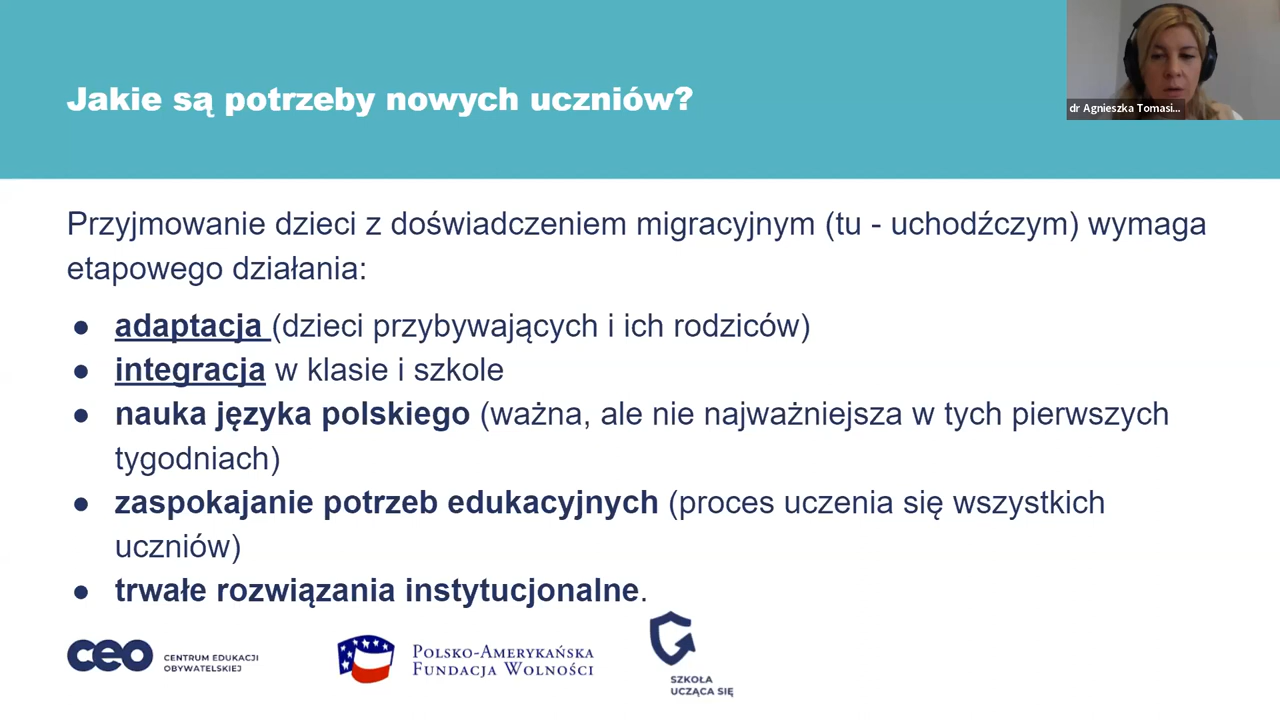 Jakie są potrzeby nowych uczniów?
dr Agnieszka Tomasi...
Przyjmowanie dzieci z doświadczeniem migracyjnym (tu - uchodźczym) wymaga
etapowego działania:
● adaptacja (dzieci przybywających i ich rodziców)
● integracja w klasie i szkole
● nauka języka polskiego (ważna, ale nie najważniejsza w tych pierwszych
tygodniach)
● zaspokajanie potrzeb edukacyjnych (proces uczenia się wszystkich
uczniów)
● trwałe rozwiązania instytucjonalne.
ceo
CENTRUM EDUKACJI
OBYWATELSKIEJ
POLSKO-AMERYKAŃSKA
FUNDACJA WOLNOŚCI
SZKOŁA
UCZĄCA SIĘ